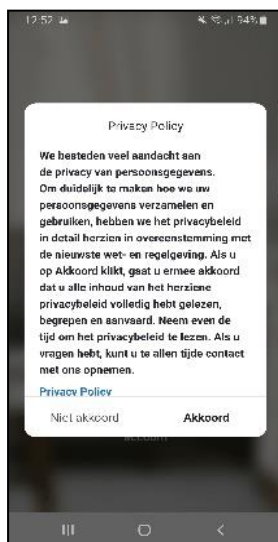 12:52
94%
Privacy Policy
We besteden veel aandacht aan
de privacy van persoonsgegevens.
Om duidelijk te maken hoe we uw
persoonsgegevens verzamelen en
gebruiken, hebben we het privacybeleid
in detail herzien in overeenstemming met
de nieuwste wet- en regelgeving. Als u
op Akkoord klikt, gaat u ermee akkoord
dat u alle inhoud van het herziene
privacybeleid volledig hebt gelezen,
begrepen en aanvaard. Neem even de
tijd om het privacybeleid te lezen. Als u
vragen hebt, kunt u te allen tijde contact
met ons opnemen.
Privacy Policy
Niet akkoord Akkoord